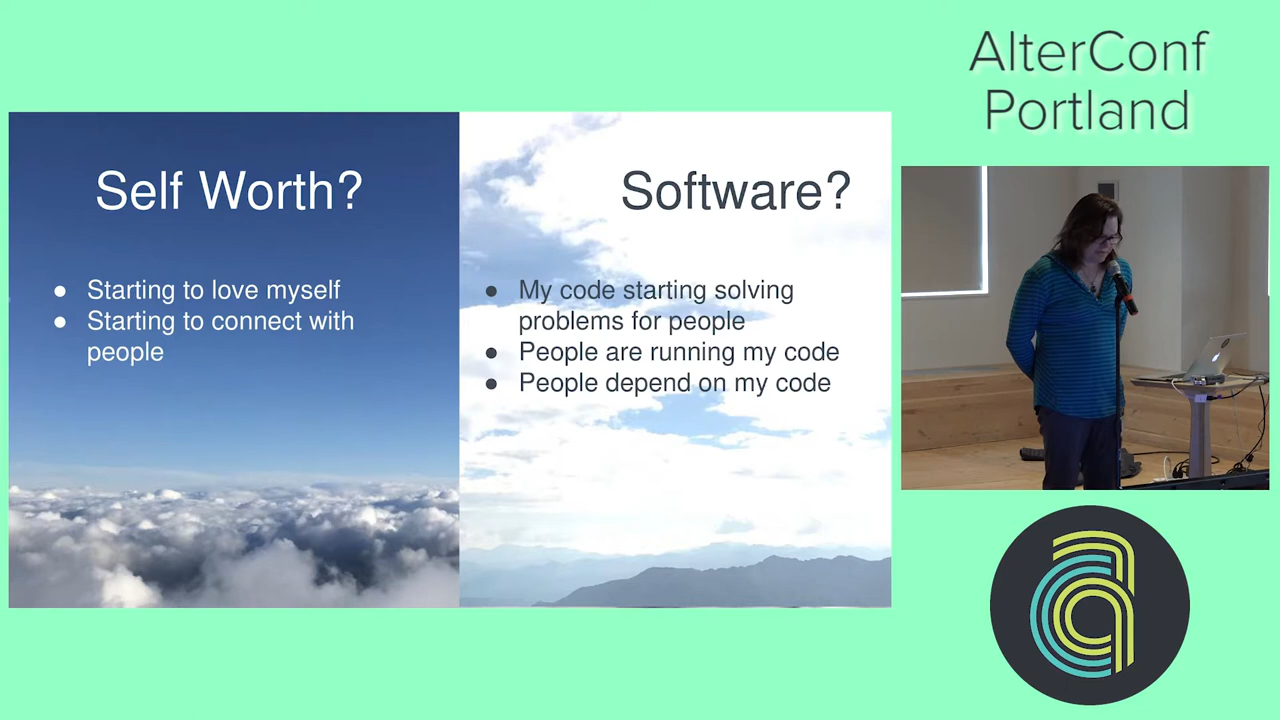 AlterConf
Portland
Self Worth?
● Starting to love myself
● Starting to connect with
people
Software?
● My code starting solving
problems for people
● People are running my code
● People depend on my code